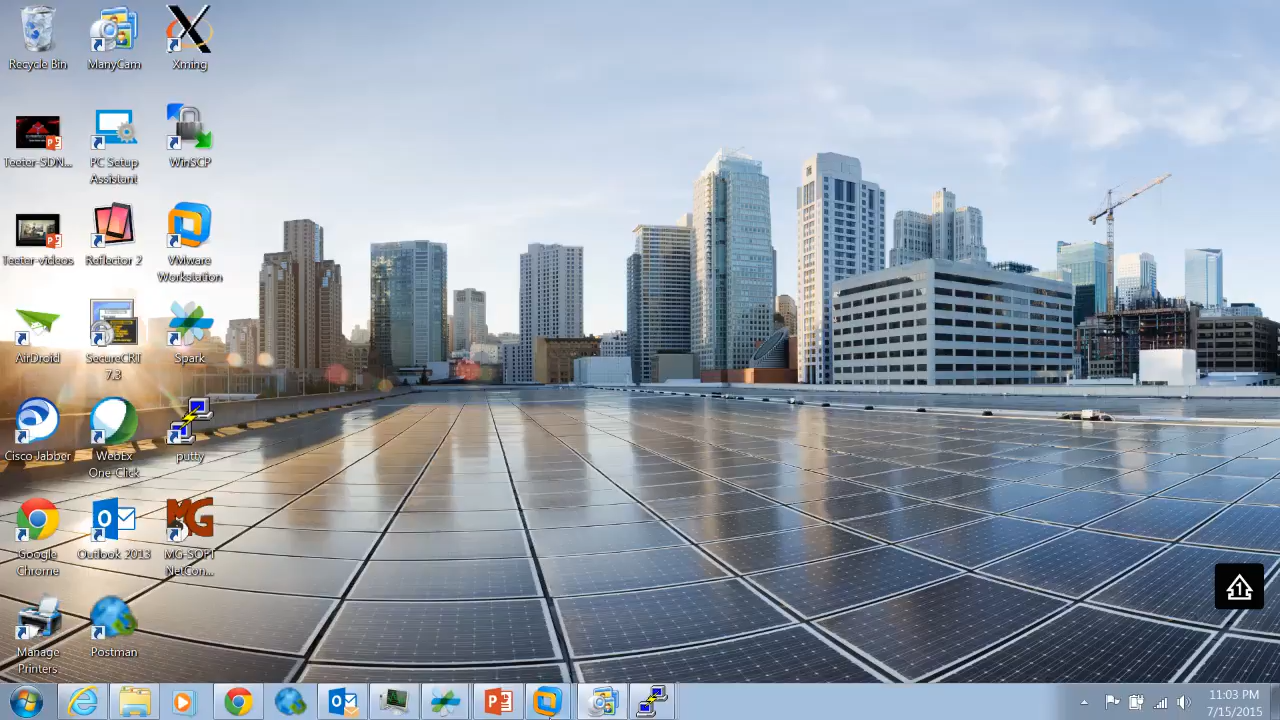 Recycle Bin
ManyCam
Xming
Teeter-SDN...
PC Setup
Assistant
WinSCP
Teeter-videos
Reflector 2
VMware
Workstation
AirDroid
SecureCRT
7.3
Spark
Cisco Jabber
WebEx
One-Click
putty
Google
Chrome
Outlook 2013
MG-SOFT
NetCon...
Manage
Printers
Postman
1
11:03 PM
7/15/2015